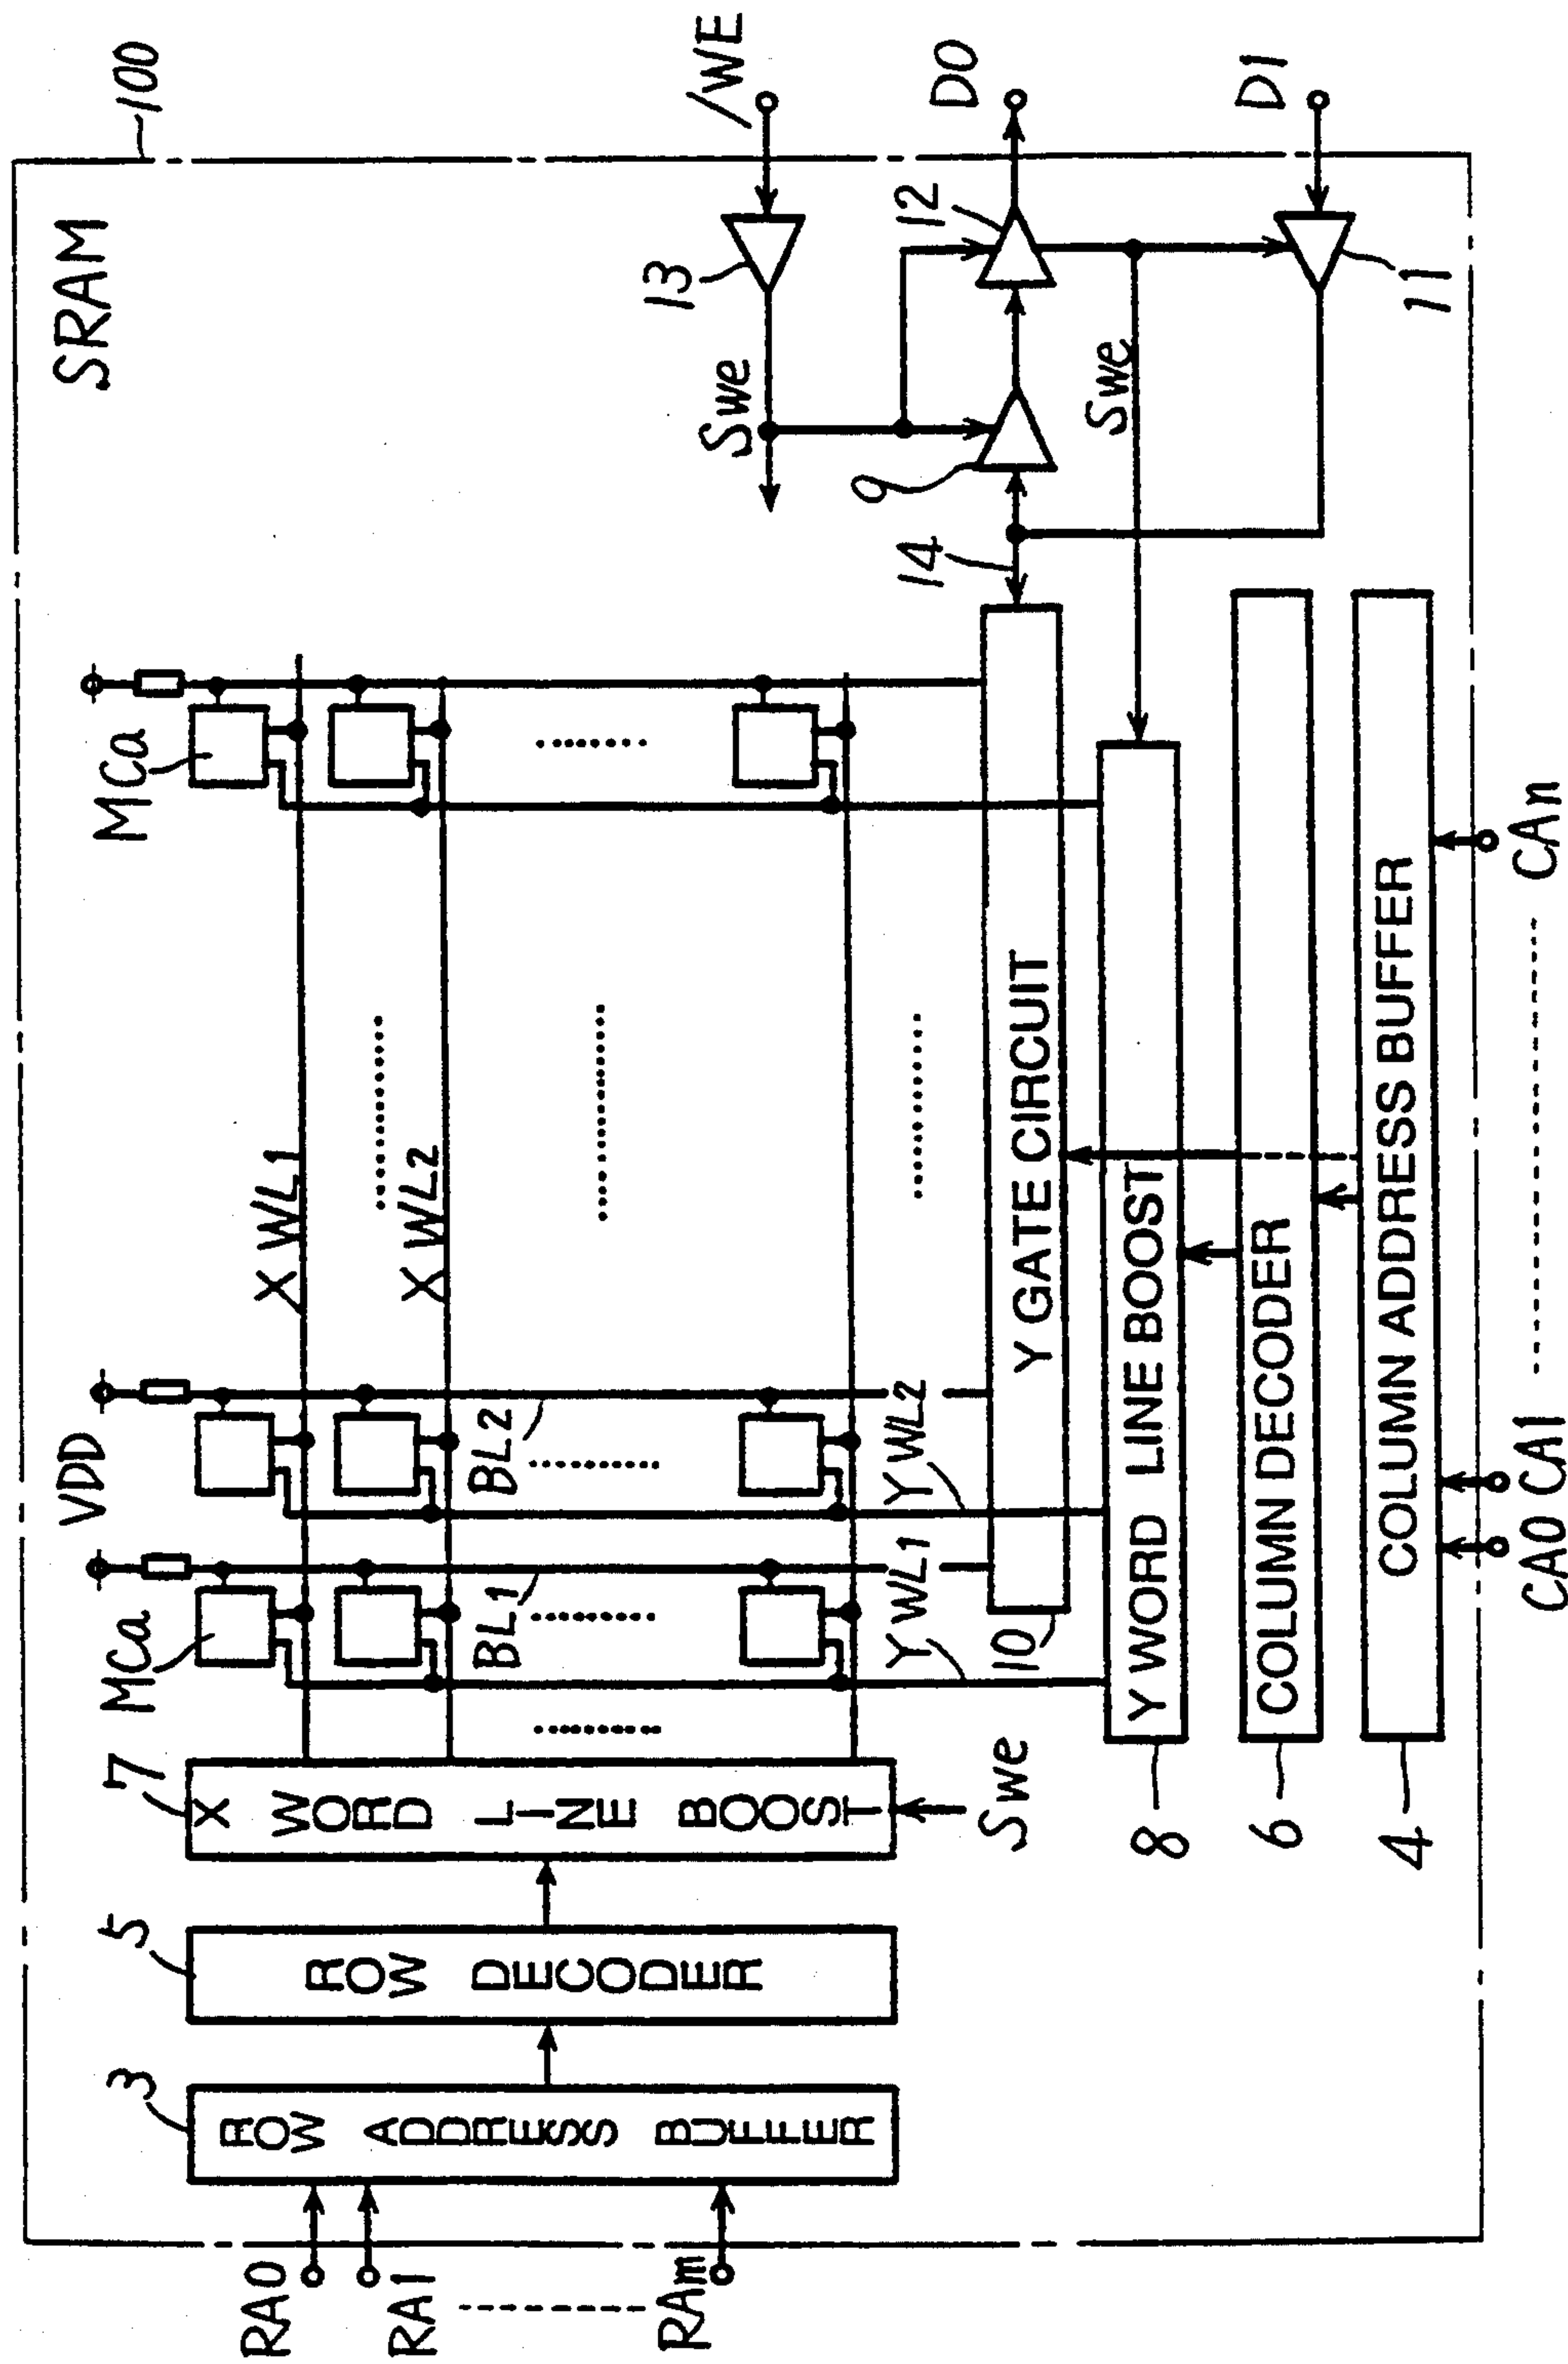 SRAM
100
RA0
RA1
RAm
3
ROW ADDRESS BUFFER
5
ROW DECODER
7
X WORD LINE BOOST
Swe
MCa
VDD
MCa
X WL1
X WL2
BL1
BL2
Y WL1
Y WL2
10
Y GATE CIRCUIT
8
Y WORD LINE BOOST
6
COLUMN DECODER
4
COLUMN ADDRESS BUFFER
CA0 CA1
CAn
13
/WE
Swe
9
12
D0
14
Swe
11
D1